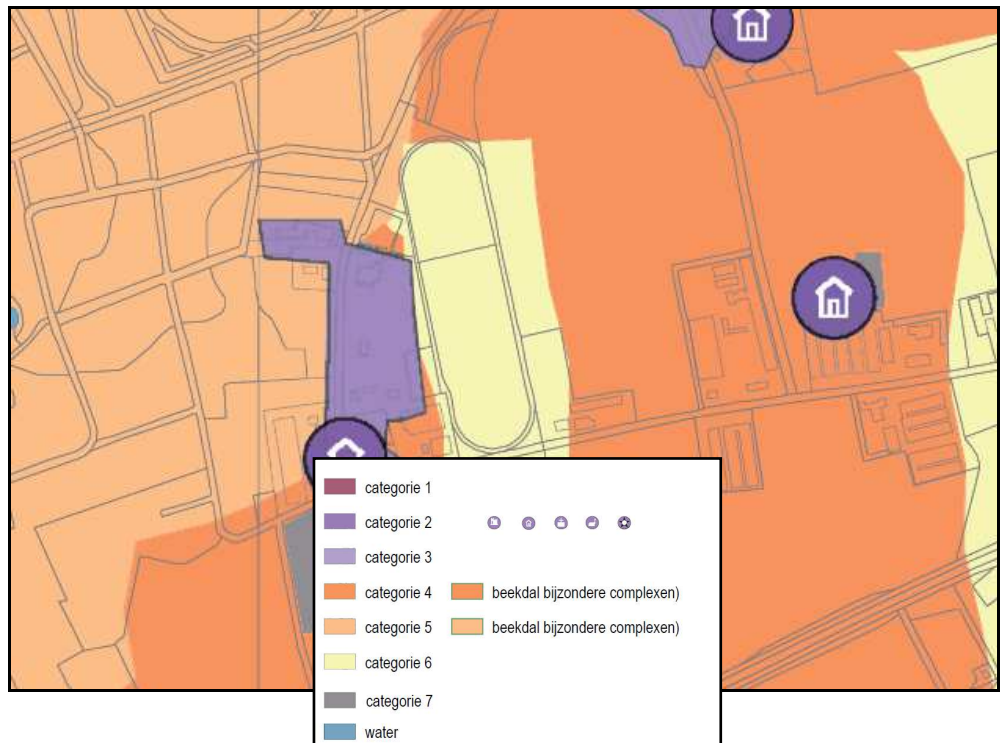 categorie 1
categorie 2
categorie 3
categorie 4 beekdal bijzondere complexen)
categorie 5 beekdal bijzondere complexen)
categorie 6
categorie 7
water